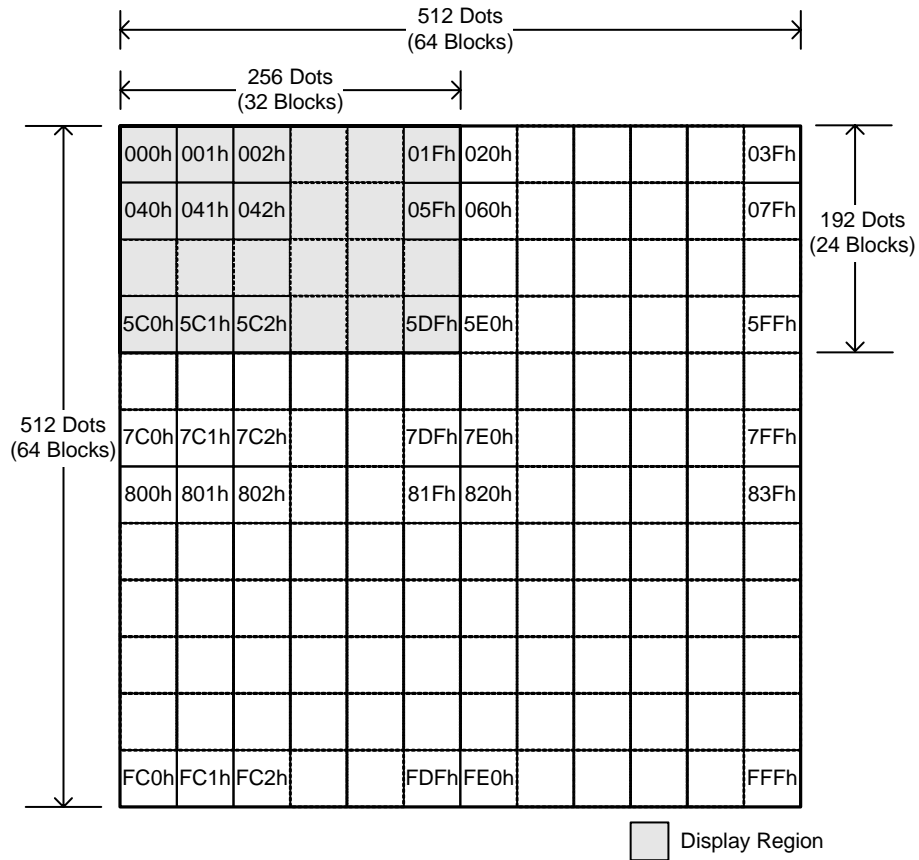 512 Dots
(64 Blocks)
256 Dots
(32 Blocks)
000h 001h 002h 01Fh 020h 03Fh
040h 041h 042h 05Fh 060h 07Fh
192 Dots
(24 Blocks)
5C0h 5C1h 5C2h 5DFh 5E0h 5FFh
512 Dots
(64 Blocks)
7C0h 7C1h 7C2h 7DFh 7E0h 7FFh
800h 801h 802h 81Fh 820h 83Fh
FC0h FC1h FC2h FDFh FE0h FFFh
Display Region